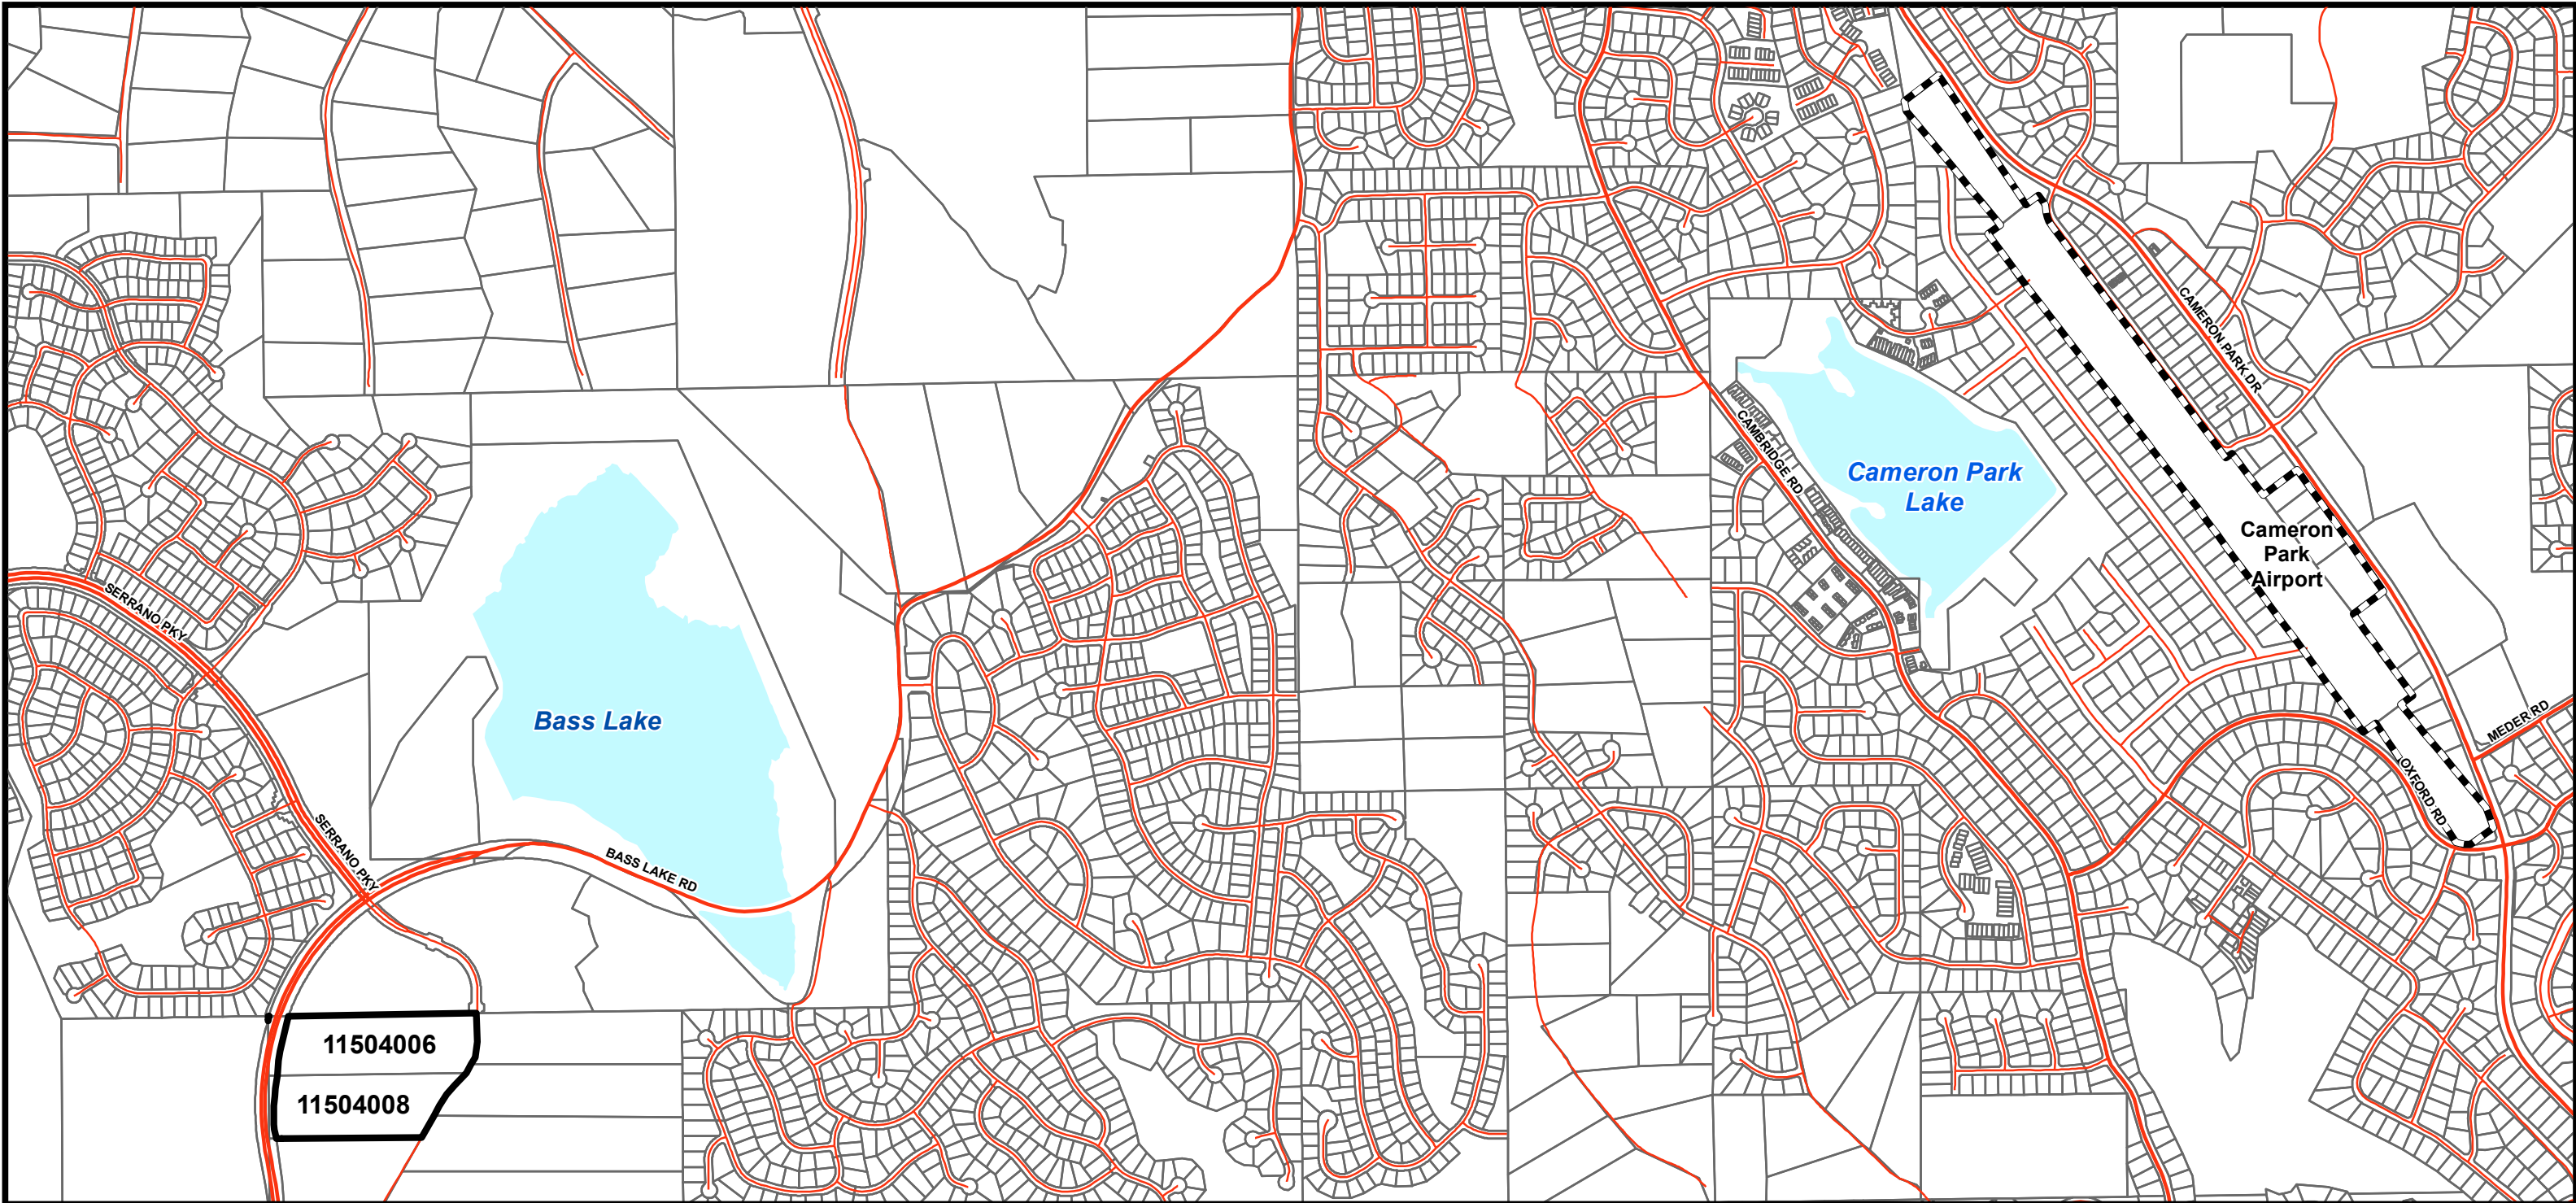 CAMERON PARK DR
CAMBRIDGE RD
Cameron Park
Lake
Cameron
Park
Airport
SERRANO PKY
Bass Lake
MEDER RD
OXFORD RD
SERRANO PKY
BASS LAKE RD
11504006
11504008